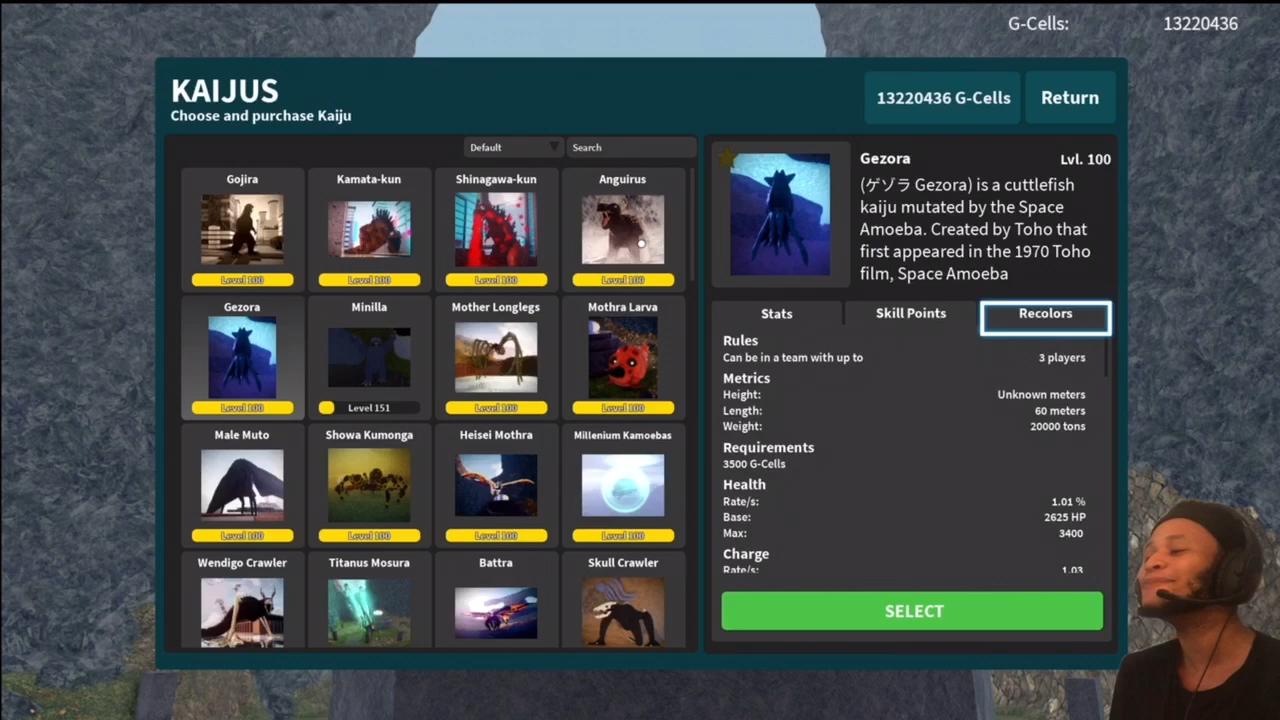 G-Cells: 13220436
KAIJUS
Choose and purchase Kaiju
13220436 G-Cells
Return
Default
Search
Gojira
Kamata-kun
Shinagawa-kun
Anguirus
Level 100
Level 100
Level 100
Level 100
Gezora
Minilla
Mother Longlegs
Mothra Larva
Level 100
Level 151
Level 100
Level 100
Male Muto
Showa Kumonga
Heisei Mothra
Millenium Kamoebas
Level 100
Level 100
Level 100
Level 100
Wendigo Crawler
Titanus Mosura
Battra
Skull Crawler
Gezora
Lvl. 100
(ゲゾラ Gezora) is a cuttlefish
kaiju mutated by the Space
Amoeba. Created by Toho that
first appeared in the 1970 Toho
film, Space Amoeba
Stats
Skill Points
Recolors
Rules
Can be in a team with up to 3 players
Metrics
Height: Unknown meters
Length: 60 meters
Weight: 20000 tons
Requirements
3500 G-Cells
Health
Rate/s: 1.01 %
Base: 2625 HP
Max: 3400
Charge
Rate/s: 1.03
SELECT